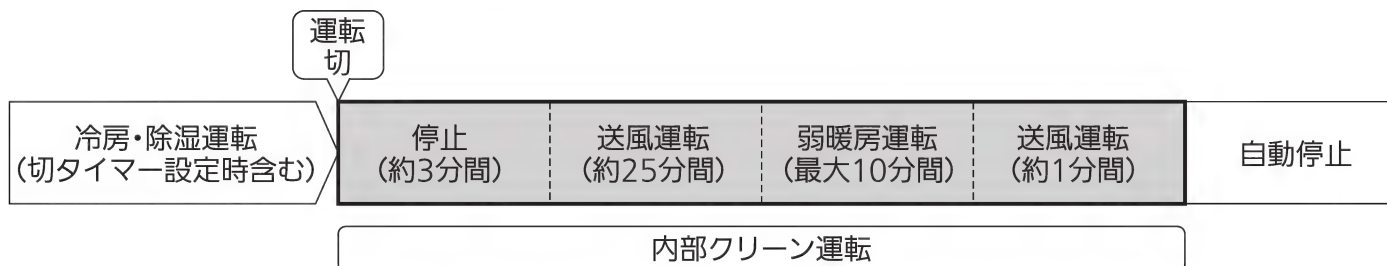 運転
切
冷房・除湿運転
(切タイマー設定時含む)
停止
(約3分間)
送風運転
(約25分間)
弱暖房運転
(最大10分間)
送風運転
(約1分間)
自動停止
内部クリーン運転